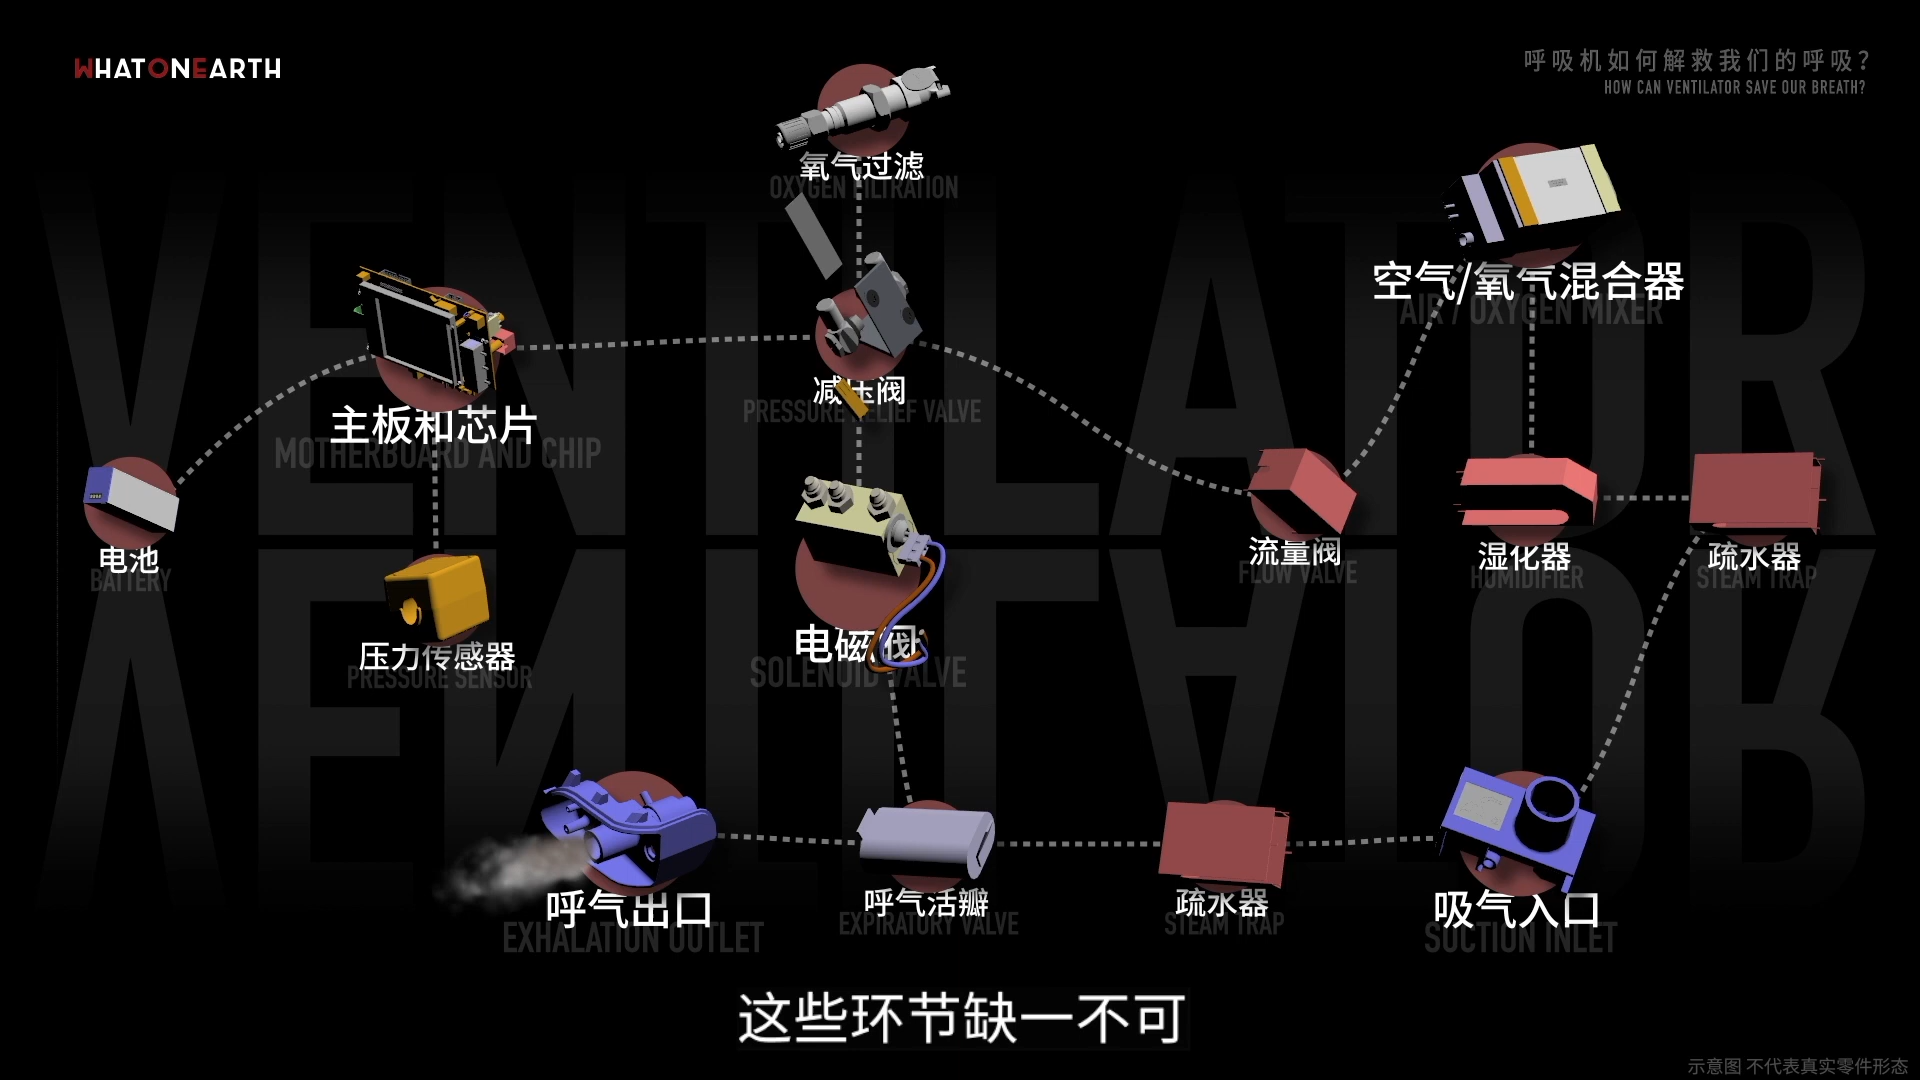 WHATONEARTH
呼吸机如何解救我们的呼吸？
HOW CAN VENTILATOR SAVE OUR BREATH?
VENTILATOR
氧气过滤
OXYGEN FILTRATION
空气/氧气混合器
AIR / OXYGEN MIXER
减压阀
PRESSURE RELIEF VALVE
主板和芯片
MOTHERBOARD AND CHIP
电池
BATTERY
流量阀
FLOW VALVE
湿化器
HUMIDIFIER
疏水器
STEAM TRAP
压力传感器
PRESSURE SENSOR
电磁阀
SOLENOID VALVE
呼气出口
EXHALATION OUTLET
呼气活瓣
EXPIRATORY VALVE
疏水器
STEAM TRAP
吸气入口
SUCTION INLET
这些环节缺一不可
示意图 不代表真实零件形态